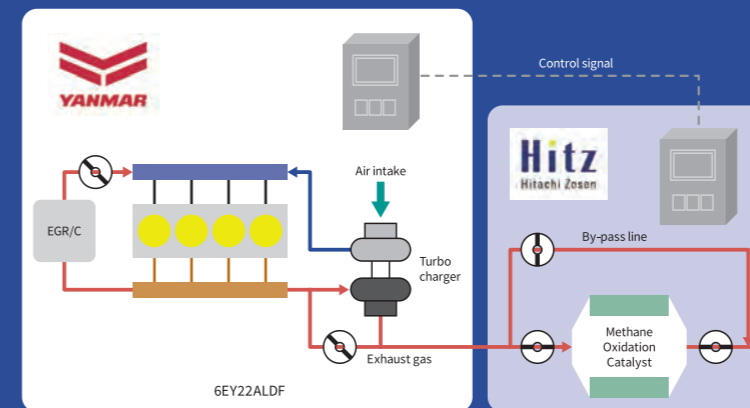 YANMAR
Control signal
Hitz
Hitachi Zosen
Air intake
EGR/C
By-pass line
Turbo
charger
Methane
Oxidation
Catalyst
Exhaust gas
6EY22ALDF